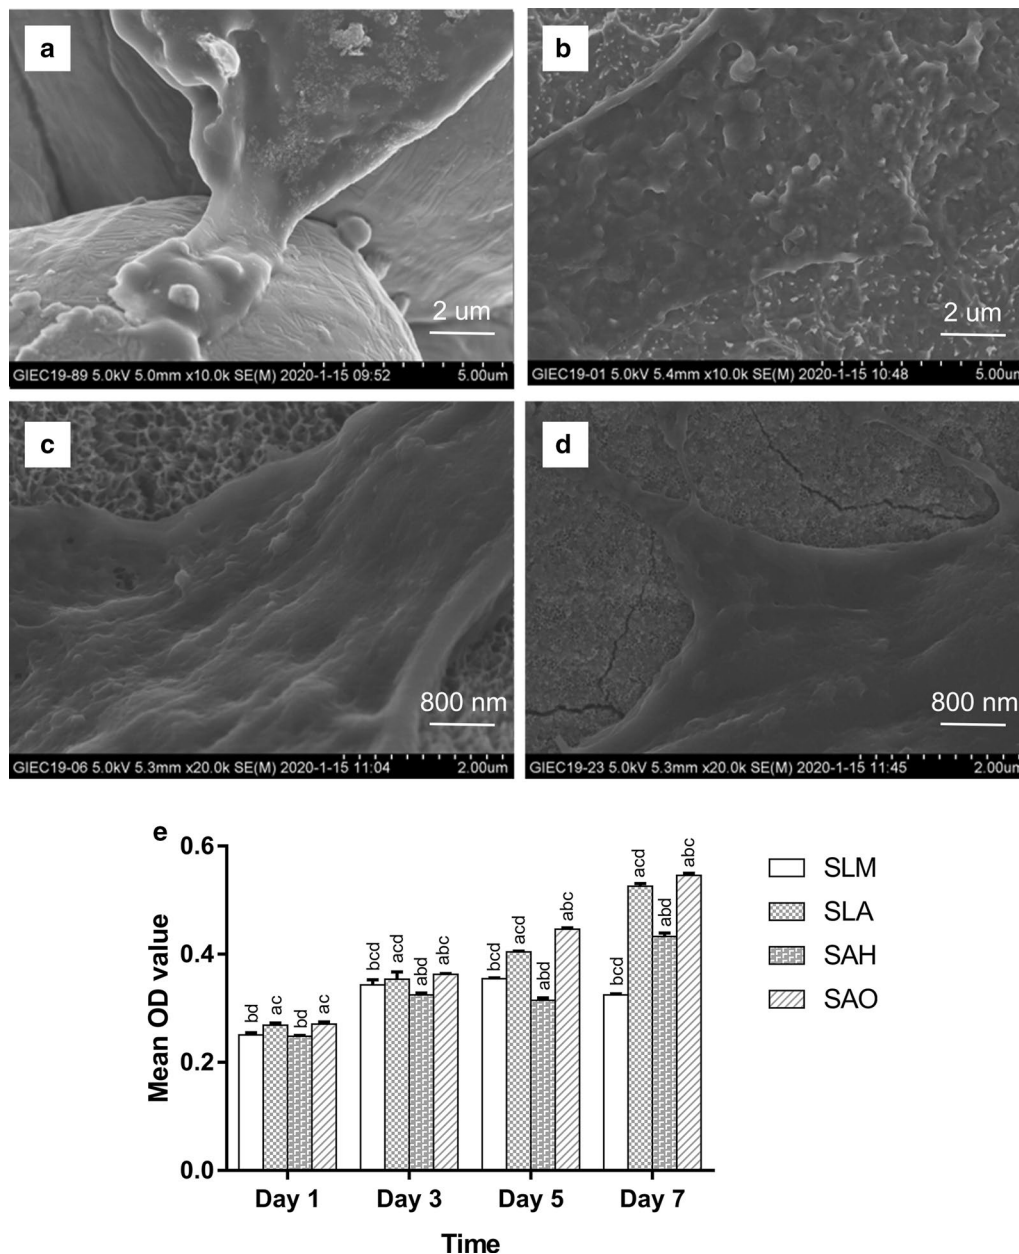 a
b
2 um
2 um
GIEC19-89 5.0kV 5.0mm x10.0k SE(M) 2020-1-15 09:52 5.00um
GIEC19-01 5.0kV 5.4mm x10.0k SE(M) 2020-1-15 10:48 5.00um
c
d
800 nm
800 nm
GIEC19-06 5.0kV 5.3mm x20.0k SE(M) 2020-1-15 11:04 2.00um
GIEC19-23 5.0kV 5.3mm x20.0k SE(M) 2020-1-15 11:45 2.00um
e
Mean OD value
0.6
0.4
0.2
0.0
bd ac bd ac
bcd acd abd abc
bcd acd abd abc
bcd acd abd abc
Day 1 Day 3 Day 5 Day 7
Time
SLM
SLA
SAH
SAO